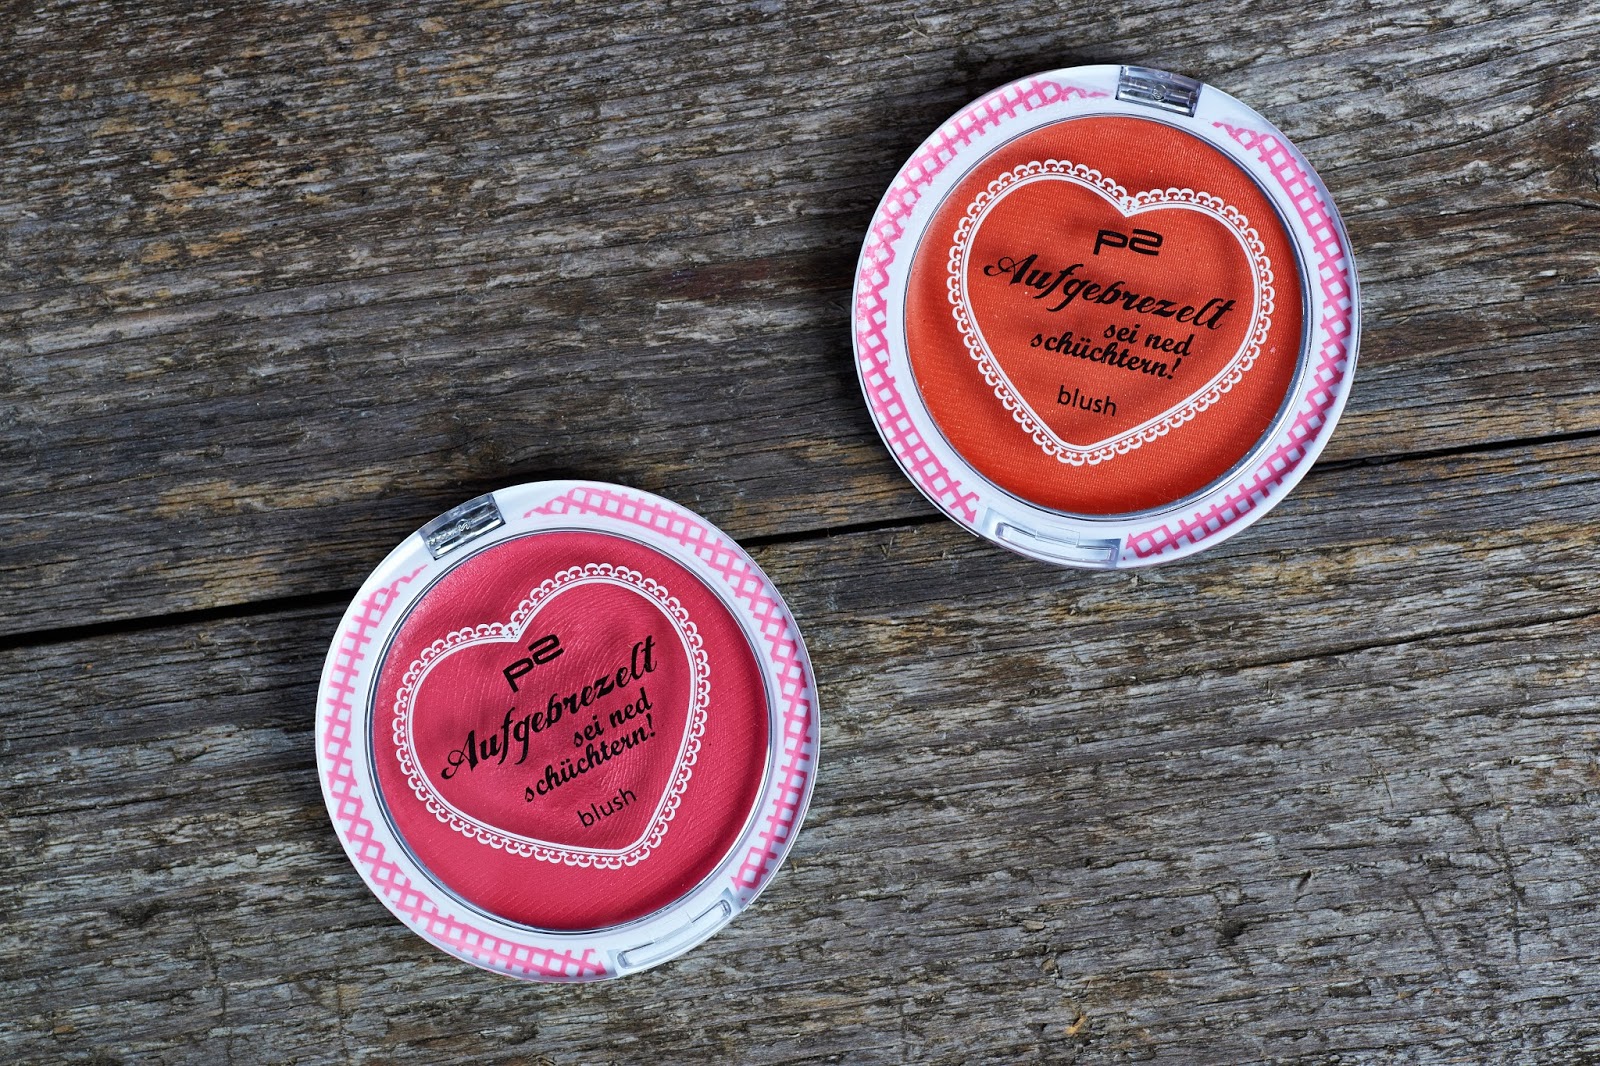 p2
Aufgebrezelt
sei ned
schüchtern!
blush
p2
Aufgebrezelt
sei ned
schüchtern!
blush